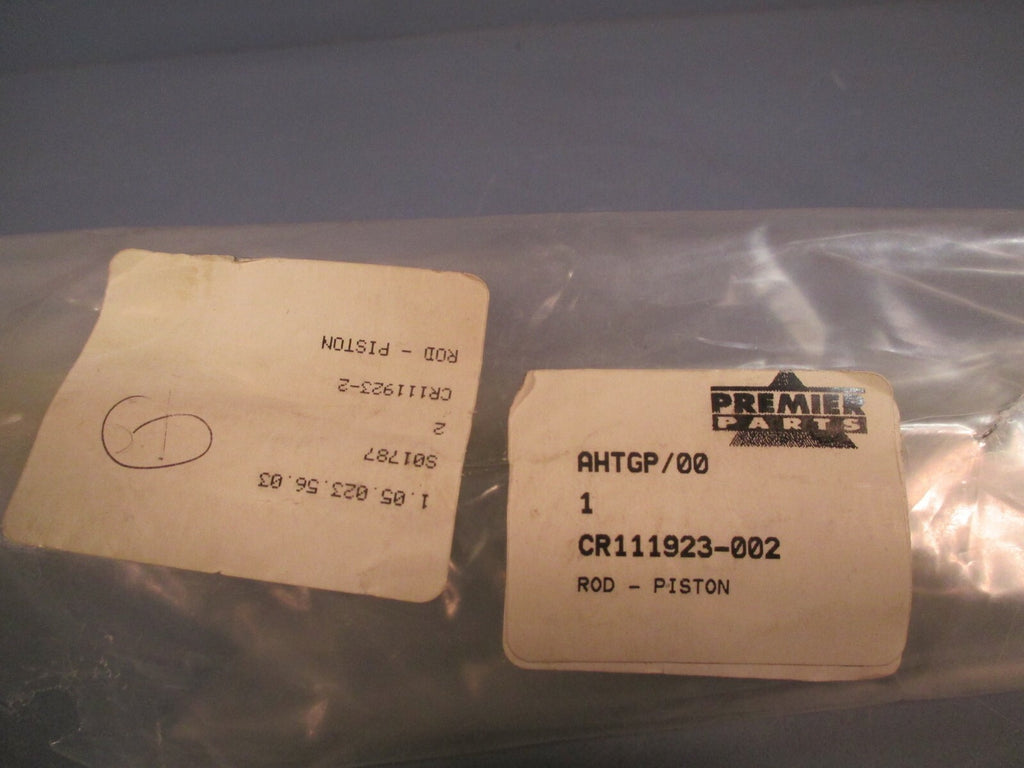 1.05.023.56.03
S01787
2
CR111923-2
ROD - PISTON
PREMIER
PARTS
AHTGP/00
1
CR111923-002
ROD - PISTON